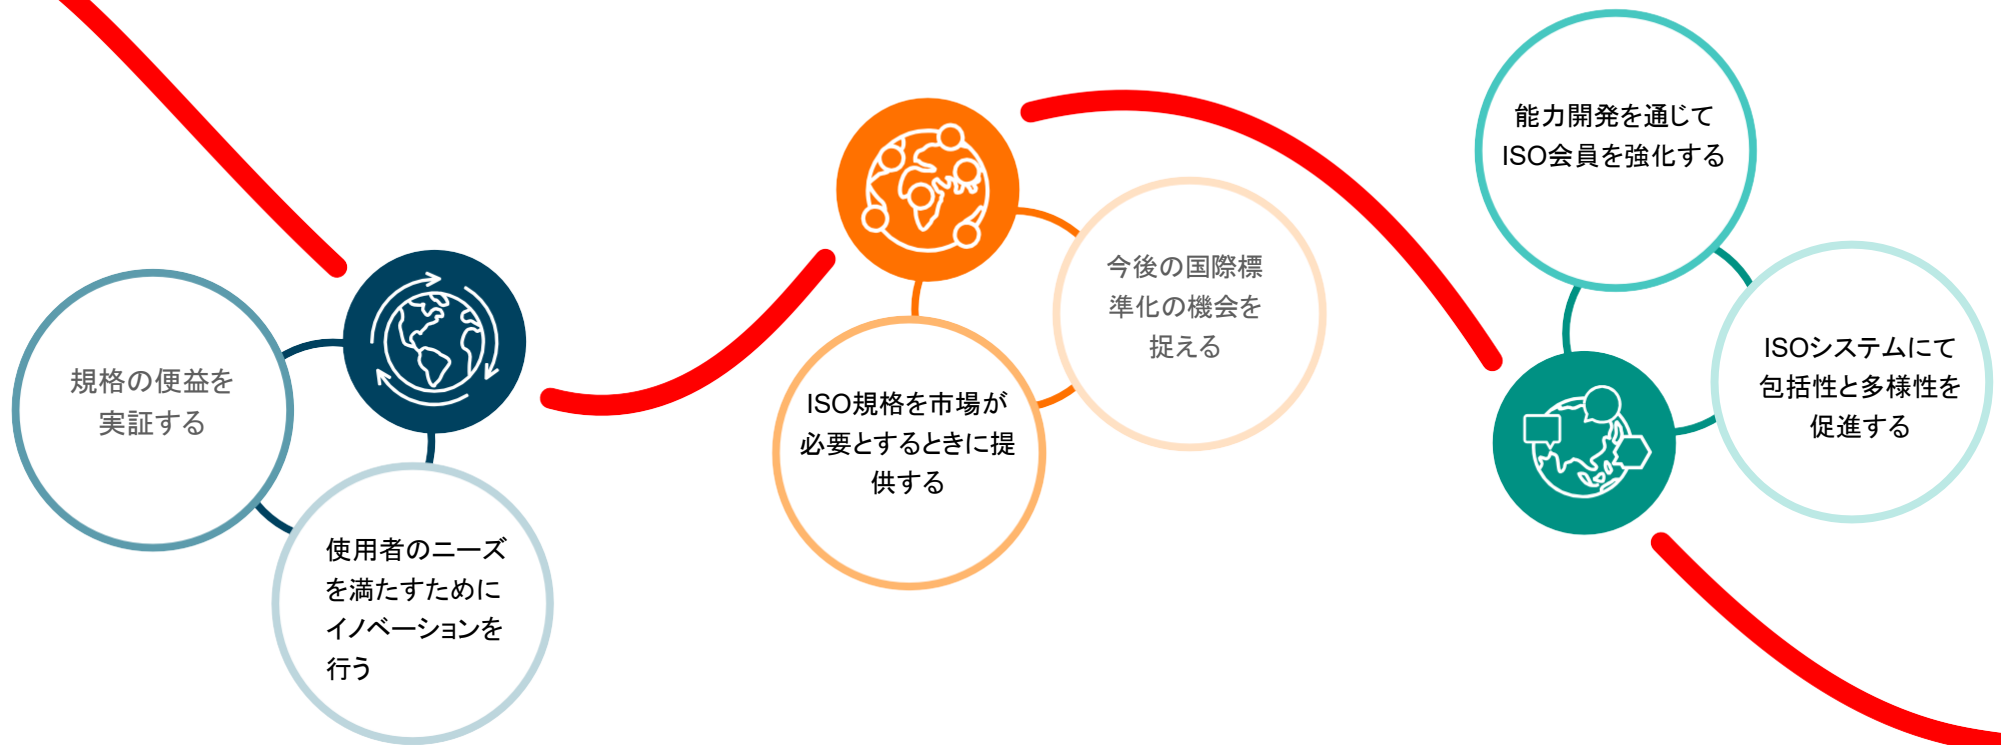 規格の便益を
実証する
使用者のニーズ
を満たすために
イノベーションを
行う
ISO規格を市場が
必要とするときに提
供する
今後の国際標
準化の機会を
捉える
能力開発を通じて
ISO会員を強化する
ISOシステムにて
包括性と多様性を
促進する